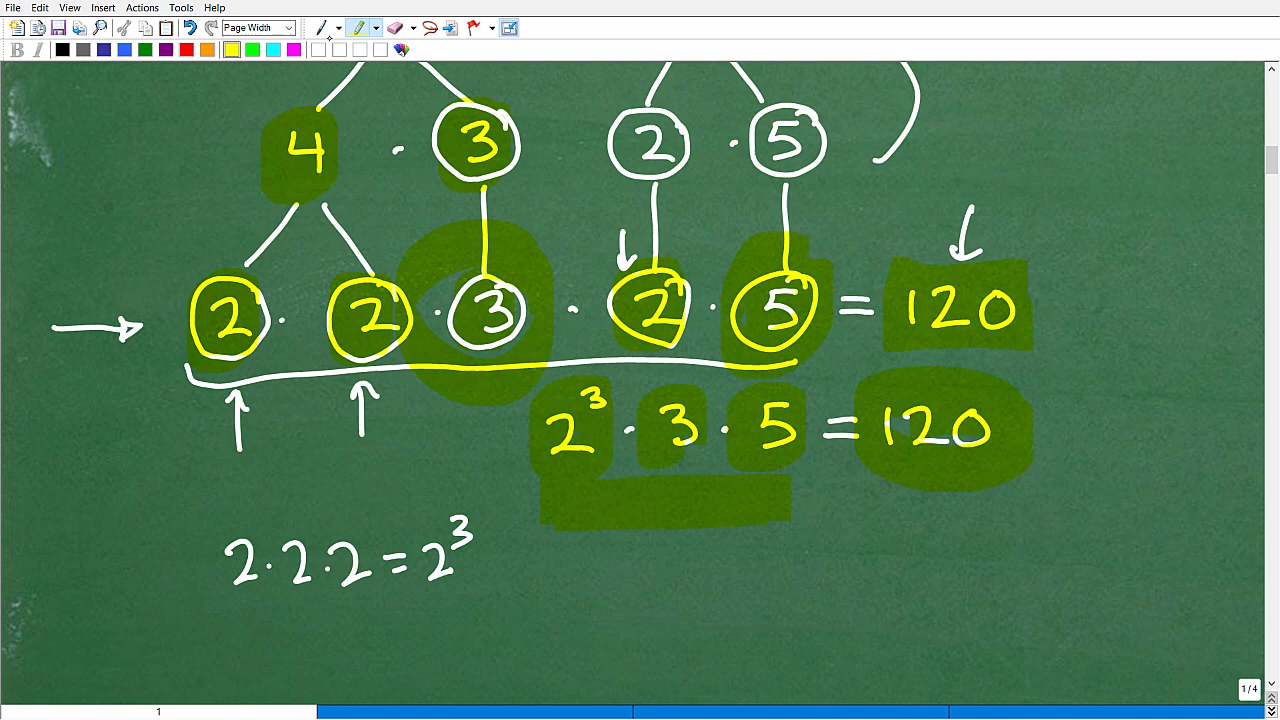 File Edit View Insert Actions Tools Help
Page Width
B I
4 · 3 2 · 5
2 · 2 · 3 · 2 · 5 = 120
2³ · 3 · 5 = 120
2·2·2=2³
1/4
1